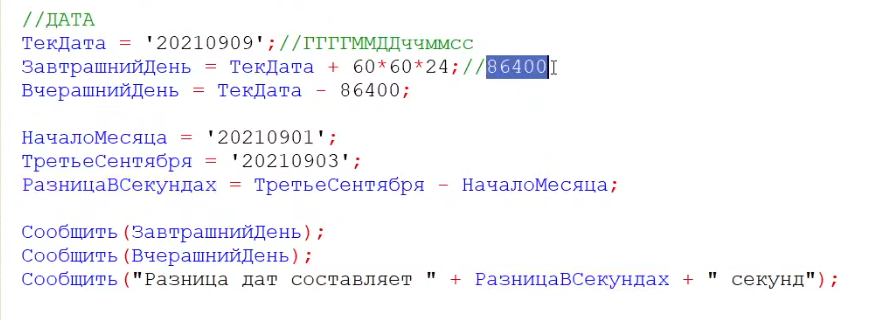 //ДАТА
ТекДата = '20210909';//ГГГГММДДччммсс
ЗавтрашнийДень = ТекДата + 60*60*24;//86400
ВчерашнийДень = ТекДата - 86400;
НачалоМесяца = '20210901';
ТретьеСентября = '20210903';
РазницаВСекундах = ТретьеСентября - НачалоМесяца;
Сообщить(ЗавтрашнийДень);
Сообщить(ВчерашнийДень);
Сообщить("Разница дат составляет " + РазницаВСекундах + " секунд");